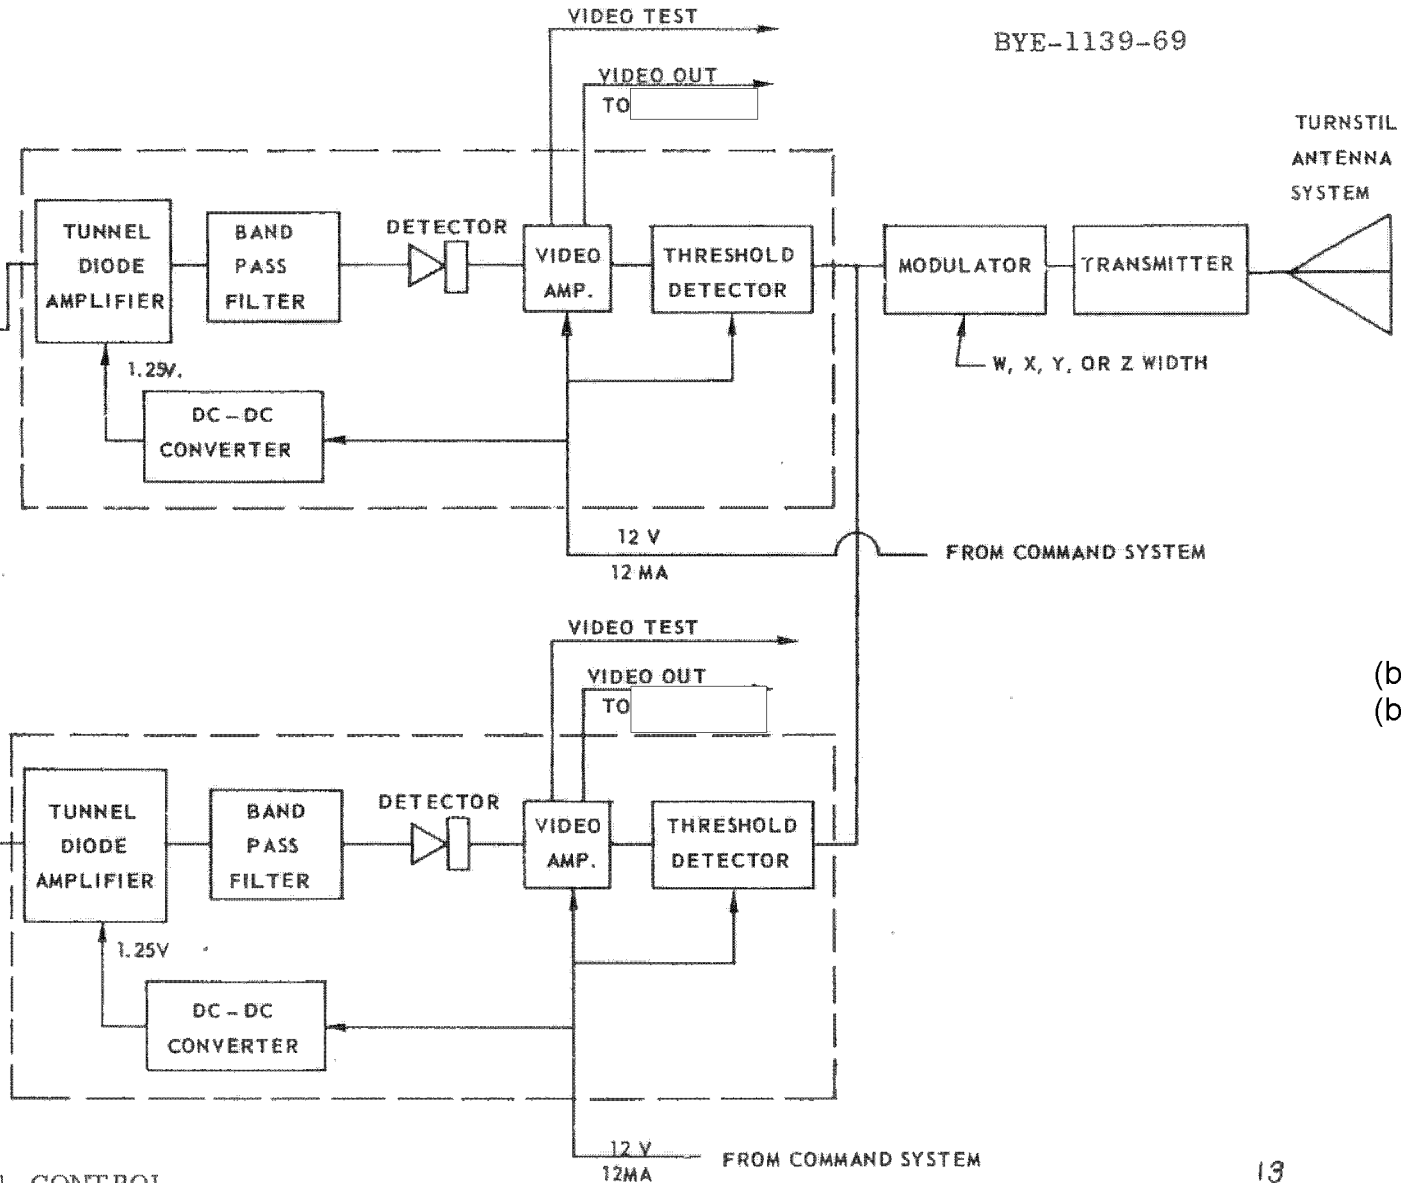 VIDEO TEST
BYE-1139-69
VIDEO OUT
TO
TURNSTIL
ANTENNA
SYSTEM
TUNNEL
DIODE
AMPLIFIER
BAND
PASS
FILTER
DETECTOR
VIDEO
AMP.
THRESHOLD
DETECTOR
MODULATOR
TRANSMITTER
W, X, Y, OR Z WIDTH
1.25V.
DC-DC
CONVERTER
12 V
12 MA
FROM COMMAND SYSTEM
VIDEO TEST
VIDEO OUT
TO
(b
(b
TUNNEL
DIODE
AMPLIFIER
BAND
PASS
FILTER
DETECTOR
VIDEO
AMP.
THRESHOLD
DETECTOR
1.25V
DC-DC
CONVERTER
12 V
12MA
FROM COMMAND SYSTEM
CONTROL
13